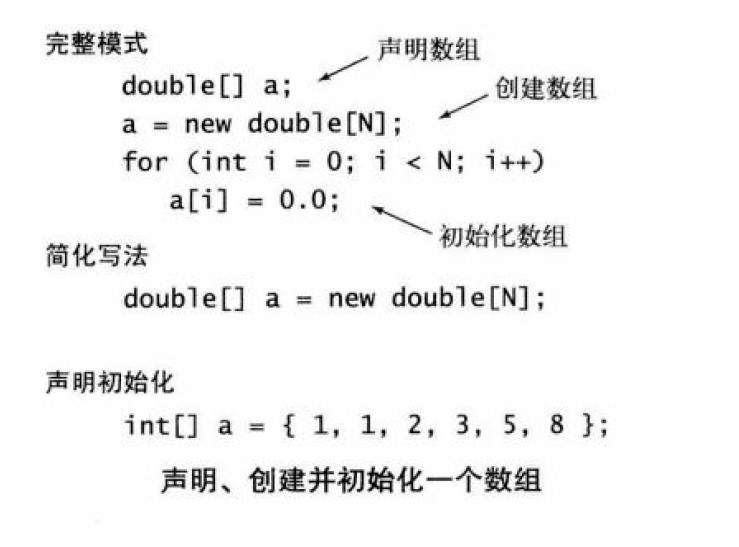 完整模式
声明数组
double[] a;
创建数组
a = new double[N];
for (int i = 0; i < N; i++)
a[i] = 0.0;
初始化数组
简化写法
double[] a = new double[N];
声明初始化
int[] a = { 1, 1, 2, 3, 5, 8 };
声明、创建并初始化一个数组